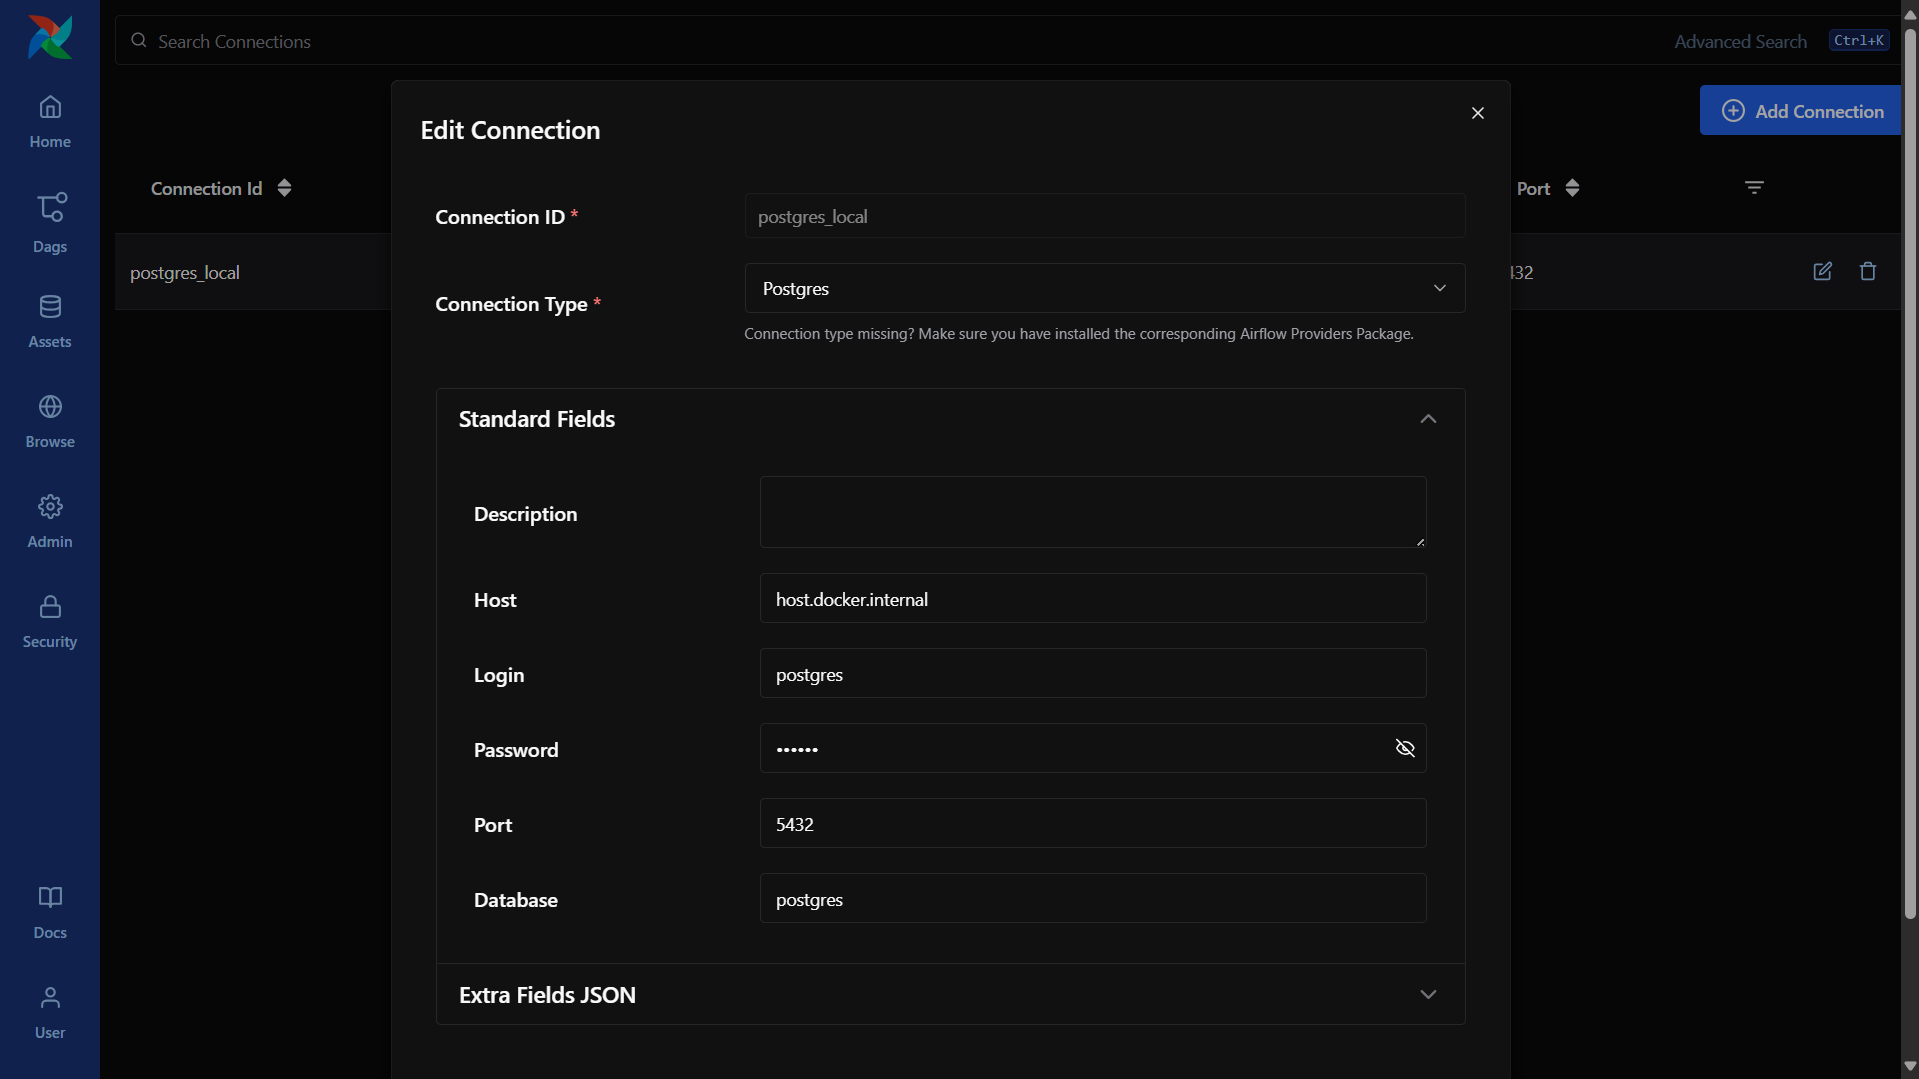 Search Connections
Advanced Search
Ctrl+K
Add Connection
Home
Dags
Assets
Browse
Admin
Security
Docs
User
Connection Id
Port
postgres_local
432
Edit Connection
Connection ID *
postgres_local
Connection Type *
Postgres
Connection type missing? Make sure you have installed the corresponding Airflow Providers Package.
Standard Fields
Description
Host
host.docker.internal
Login
postgres
Password
••••••
Port
5432
Database
postgres
Extra Fields JSON